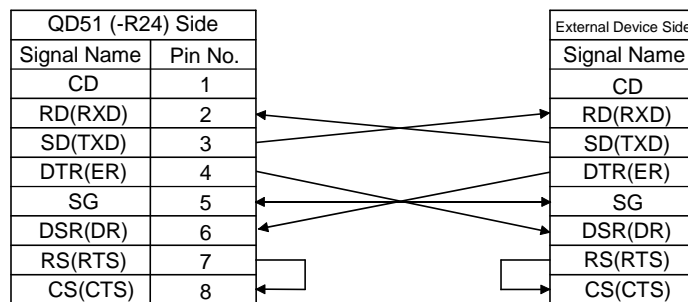 QD51 (-R24) Side
Signal Name Pin No.
CD 1
RD(RXD) 2
SD(TXD) 3
DTR(ER) 4
SG 5
DSR(DR) 6
RS(RTS) 7
CS(CTS) 8
External Device Side
Signal Name
CD
RD(RXD)
SD(TXD)
DTR(ER)
SG
DSR(DR)
RS(RTS)
CS(CTS)